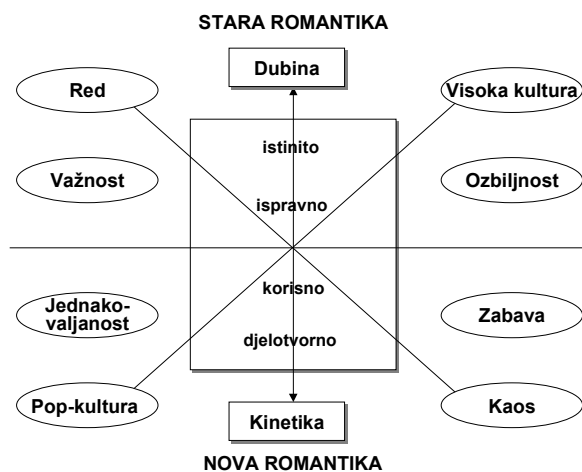 STARA ROMANTIKA
Dubina
Red
Visoka kultura
istinito
Važnost
Ozbiljnost
ispravno
korisno
Jednako-
valjanost
Zabava
djelotvorno
Pop-kultura
Kinetika
Kaos
NOVA ROMANTIKA